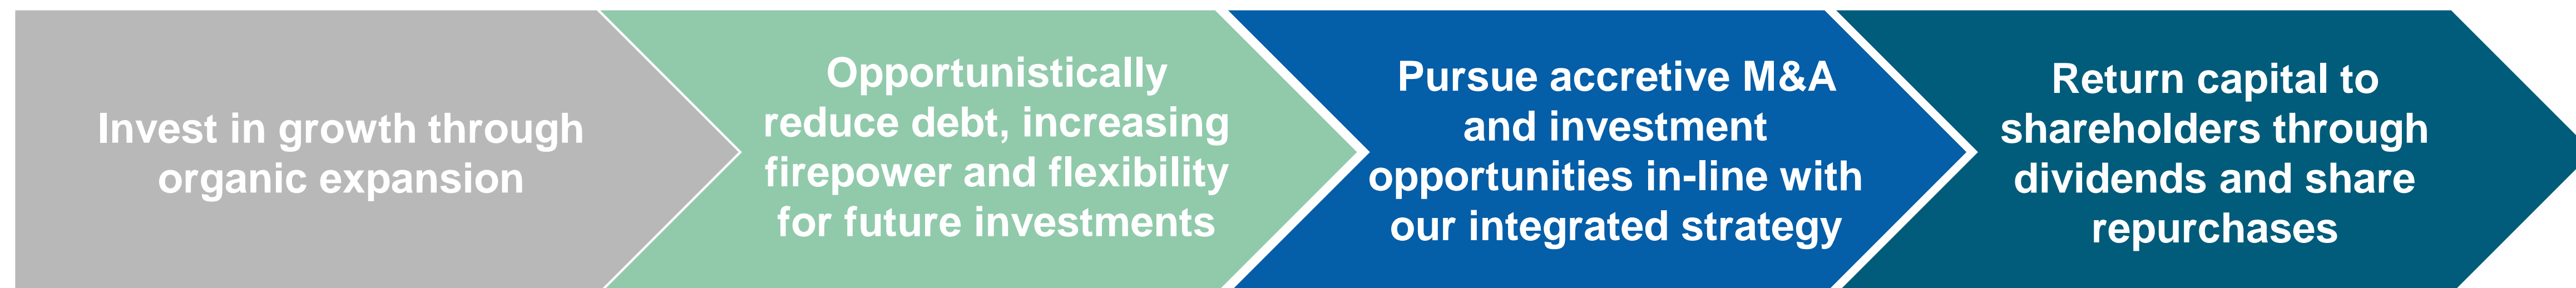 Invest in growth through
organic expansion
Opportunistically
reduce debt, increasing
firepower and flexibility
for future investments
Pursue accretive M&A
and investment
opportunities in-line with
our integrated strategy
Return capital to
shareholders through
dividends and share
repurchases